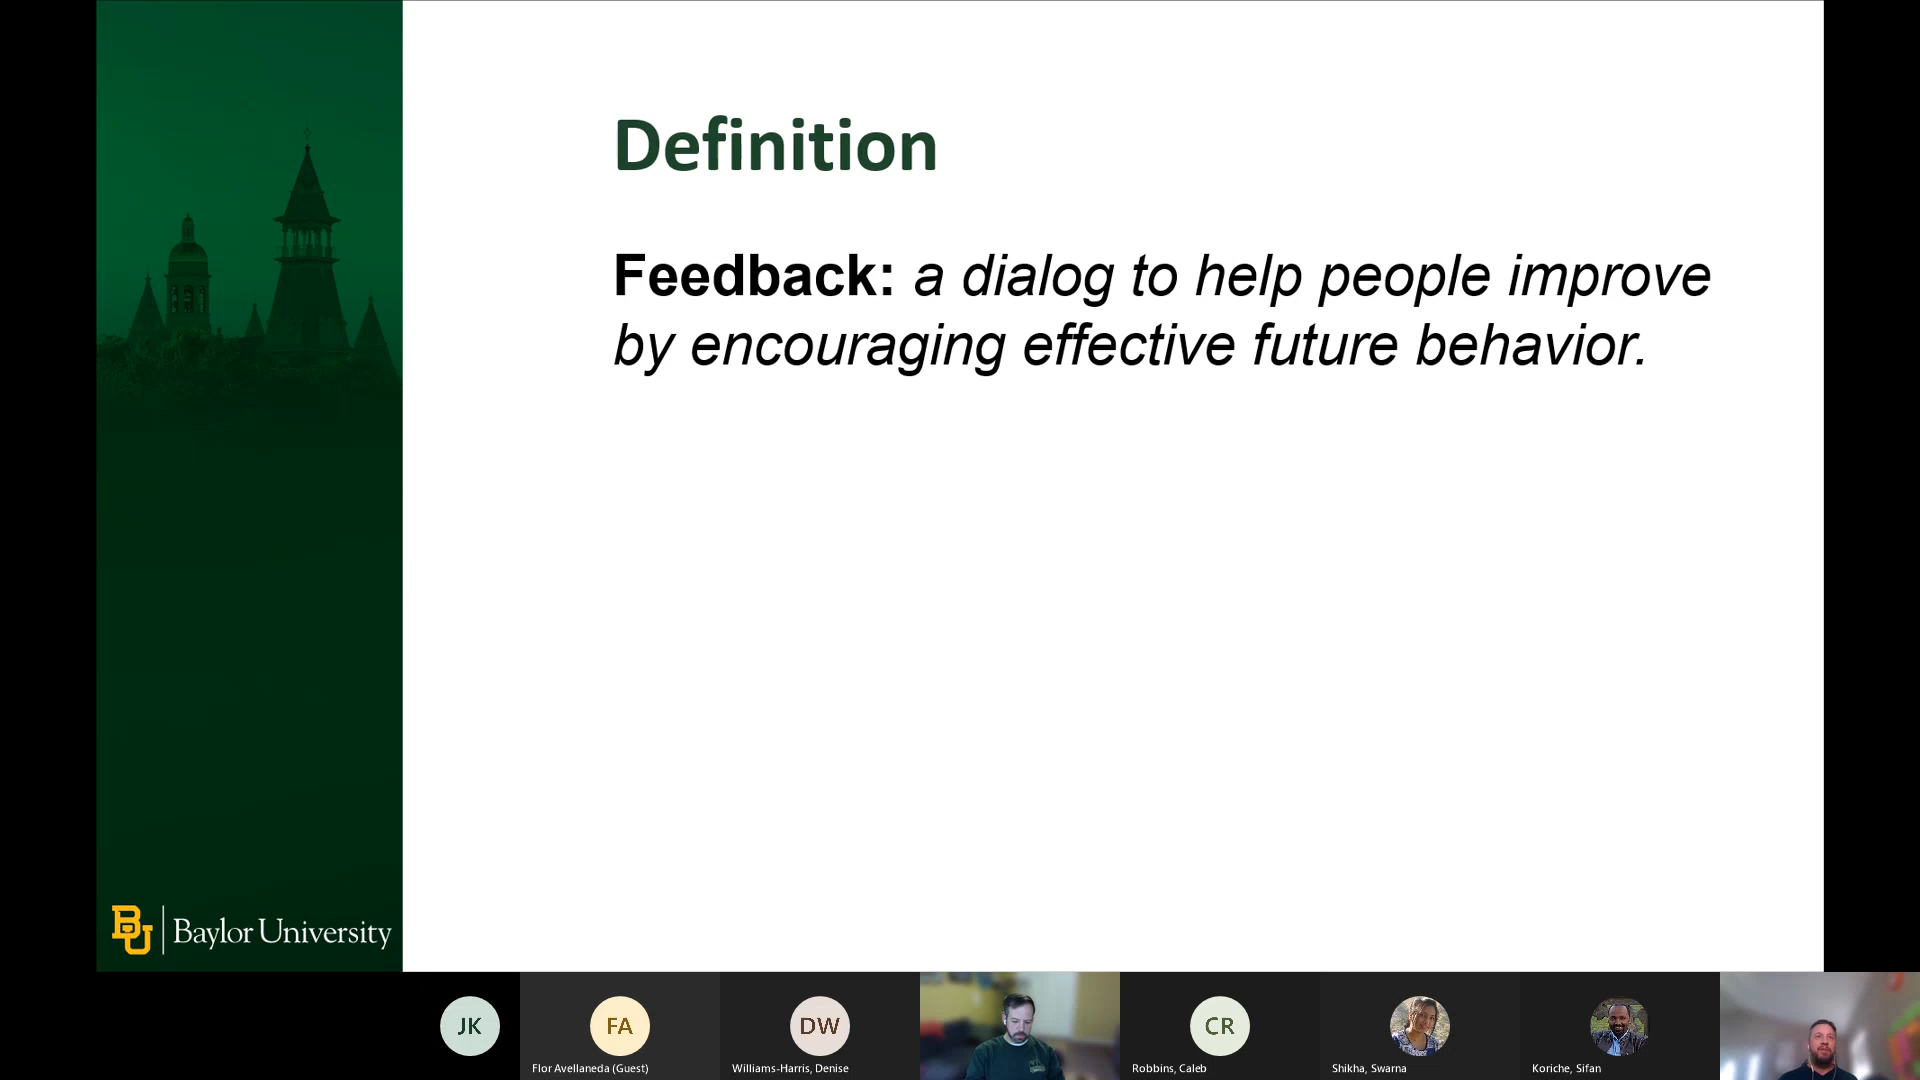 Definition
Feedback: a dialog to help people improve
by encouraging effective future behavior.
BU | Baylor University
JK
FA
DW
CR
Flor Avellaneda (Guest)
Williams-Harris, Denise
Robbins, Caleb
Shikha, Swarna
Koriche, Sifan